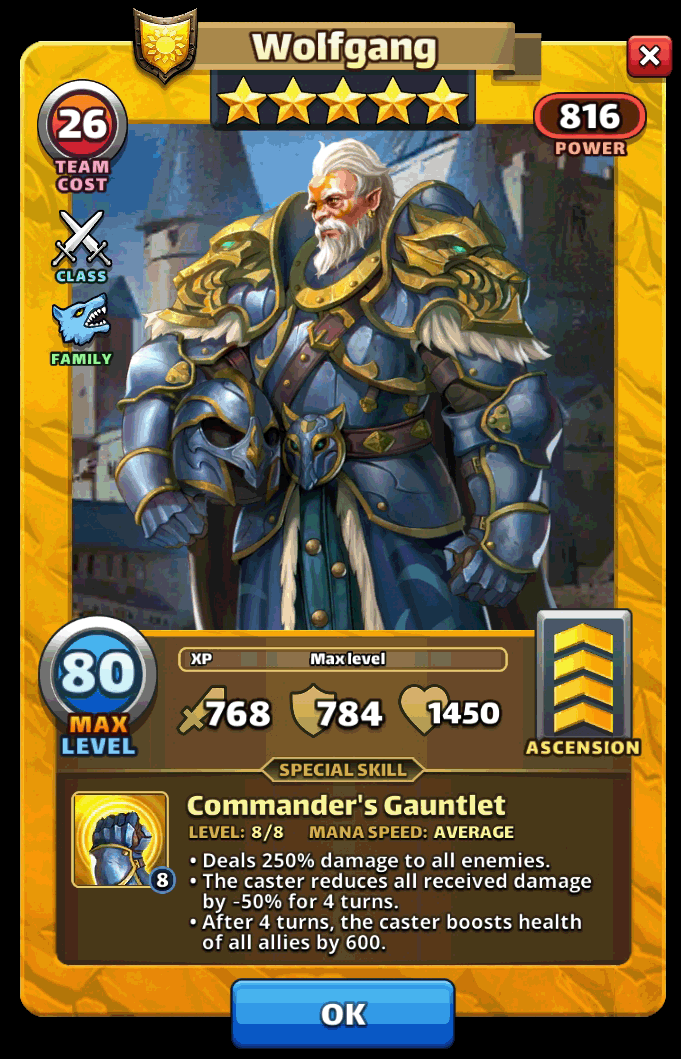 Wolfgang
26
TEAM
COST
816
POWER
CLASS
FAMILY
80
MAX
LEVEL
XP Max level
768 784 1450
ASCENSION
SPECIAL SKILL
Commander's Gauntlet
LEVEL: 8/8 MANA SPEED: AVERAGE
8
• Deals 250% damage to all enemies.
• The caster reduces all received damage
by -50% for 4 turns.
• After 4 turns, the caster boosts health
of all allies by 600.
OK